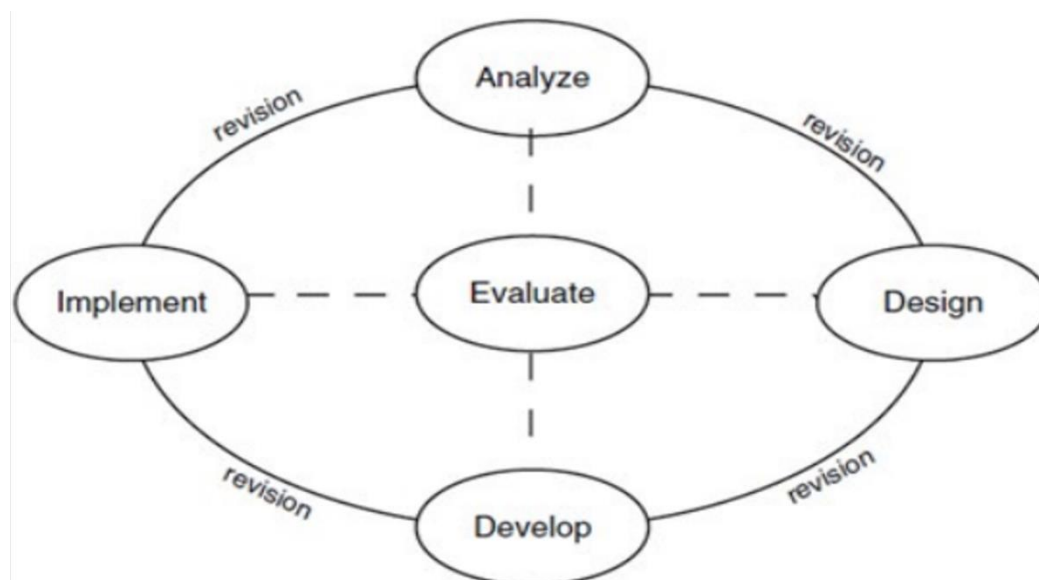 Analyze
revision
revision
Implement
Evaluate
Design
revision
revision
Develop